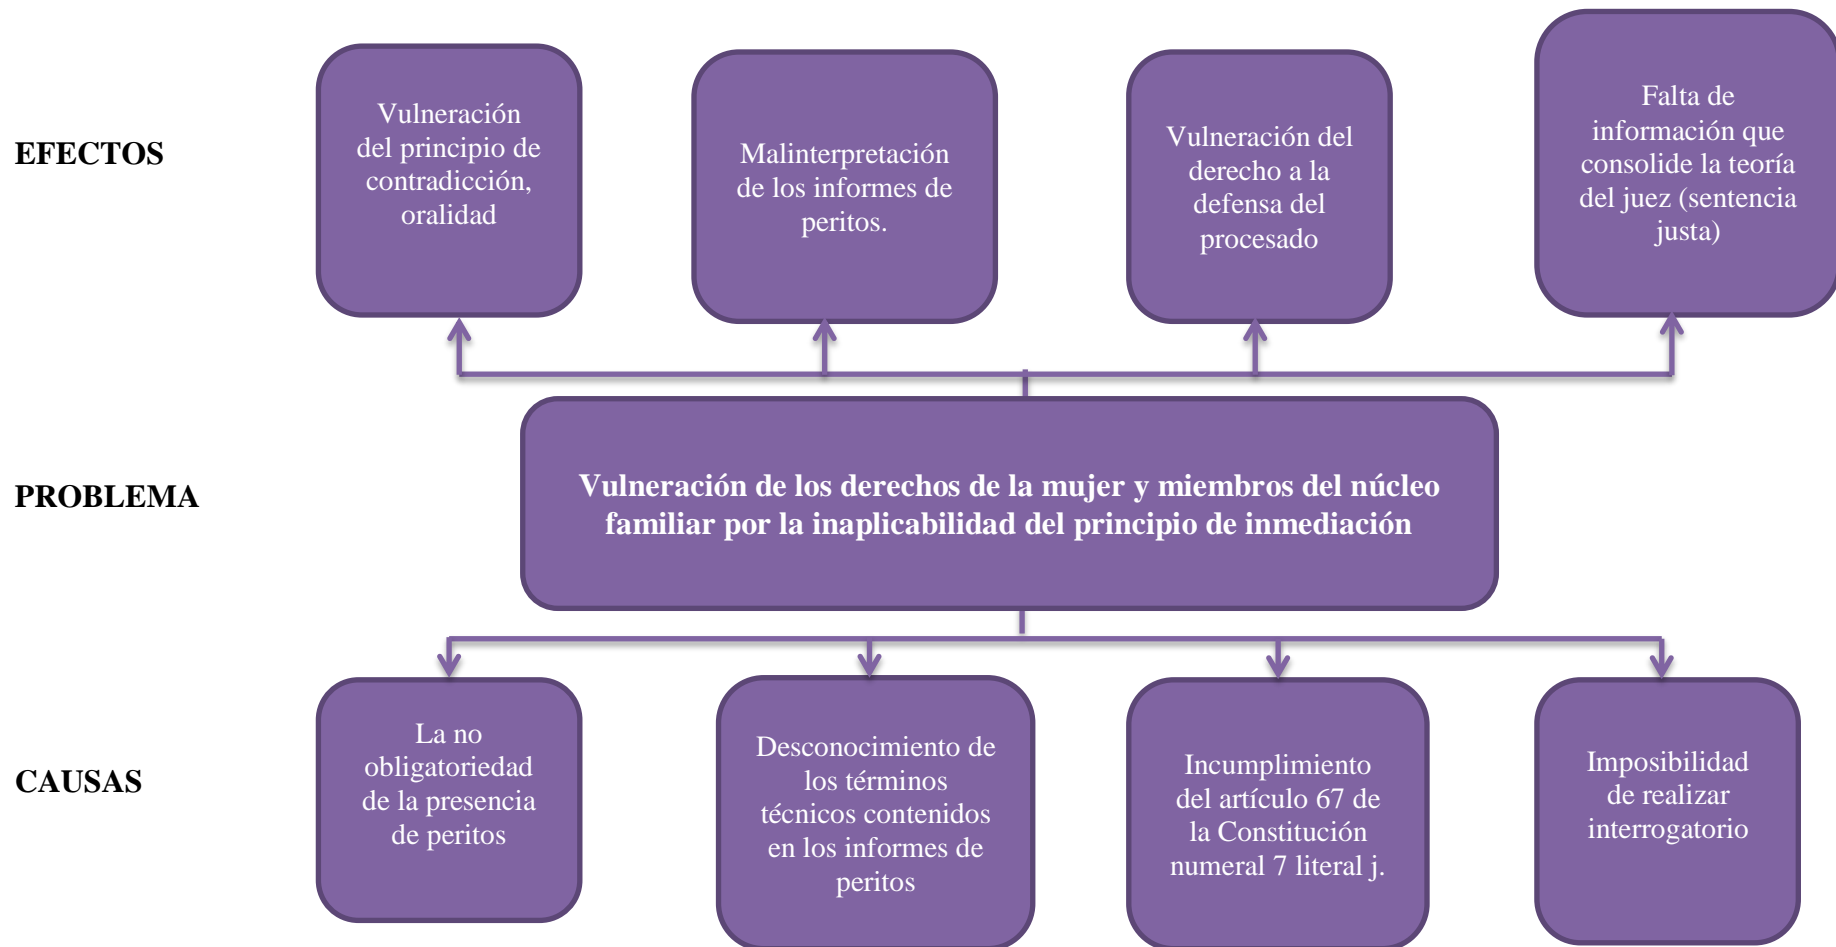 EFECTOS
Vulneración
del principio de
contradicción,
oralidad
Malinterpretación
de los informes de
peritos.
Vulneración del
derecho a la
defensa del
procesado
Falta de
información que
consolide la teoría
del juez (sentencia
justa)
PROBLEMA
Vulneración de los derechos de la mujer y miembros del núcleo
familiar por la inaplicabilidad del principio de inmediación
CAUSAS
La no
obligatoriedad
de la presencia
de peritos
Desconocimiento de
los términos
técnicos contenidos
en los informes de
peritos
Incumplimiento
del artículo 67 de
la Constitución
numeral 7 literal j.
Imposibilidad
de realizar
interrogatorio